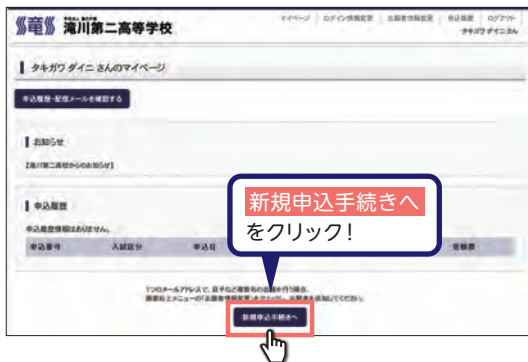 マイページ ログイン情報変更 志願者情報変更 申込履歴 ログアウト
滝川第二高等学校
タキガワ ダイニ さん
タキガワ ダイニ さんのマイページ
申込履歴・配信メールを確認する
お知らせ
【滝川第二高校からのお知らせ】
申込履歴
申込履歴情報はありません。
申込番号 入試区分 申込日 受験票
新規申込手続きへ
をクリック！
1つのメールアドレスで、双子など複数名の出願を行う場合、
画面右上メニューの「志願者情報変更」をクリックし、志願者を追加してください。
新規申込手続きへ